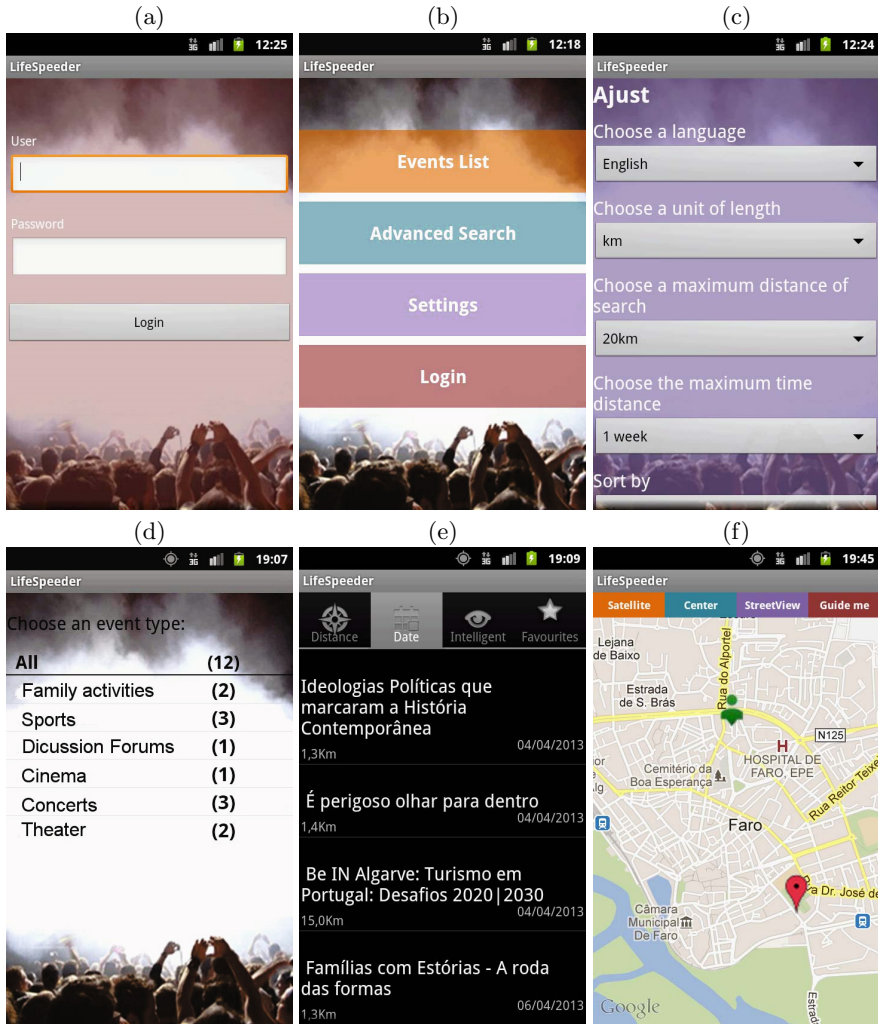 (a)
12:25
LifeSpeeder
User
Password
Login
(b)
12:18
LifeSpeeder
Events List
Advanced Search
Settings
Login
(c)
12:24
LifeSpeeder
Ajust
Choose a language
English
Choose a unit of length
km
Choose a maximum distance of
search
20km
Choose the maximum time
distance
1 week
Sort by
(d)
19:07
LifeSpeeder
Choose an event type:
All (12)
Family activities (2)
Sports (3)
Dicussion Forums (1)
Cinema (1)
Concerts (3)
Theater (2)
(e)
3G 19:09
LifeSpeeder
Distance Date Intelligent Favourites
Ideologias Políticas que
marcaram a História
Contemporânea
1,3Km 04/04/2013
É perigoso olhar para dentro
1,4Km 04/04/2013
Be IN Algarve: Turismo em
Portugal: Desafios 2020|2030
15,0Km 04/04/2013
Famílias com Estórias - A roda
das formas
1,3Km 06/04/2013
(f)
3G 19:45
LifeSpeeder
Satellite Center StreetView Guide me
Lejana
de Baixo
Rua do Alportel
Estrada
de S. Brás
N125
H
HOSPITAL DE
FARO, EPE
Cemitério da
Boa Esperança
Rua Reitor Teixe
Faro
Rua Dr. José de
Câmara
Municipal
De Faro
Estrad
Google